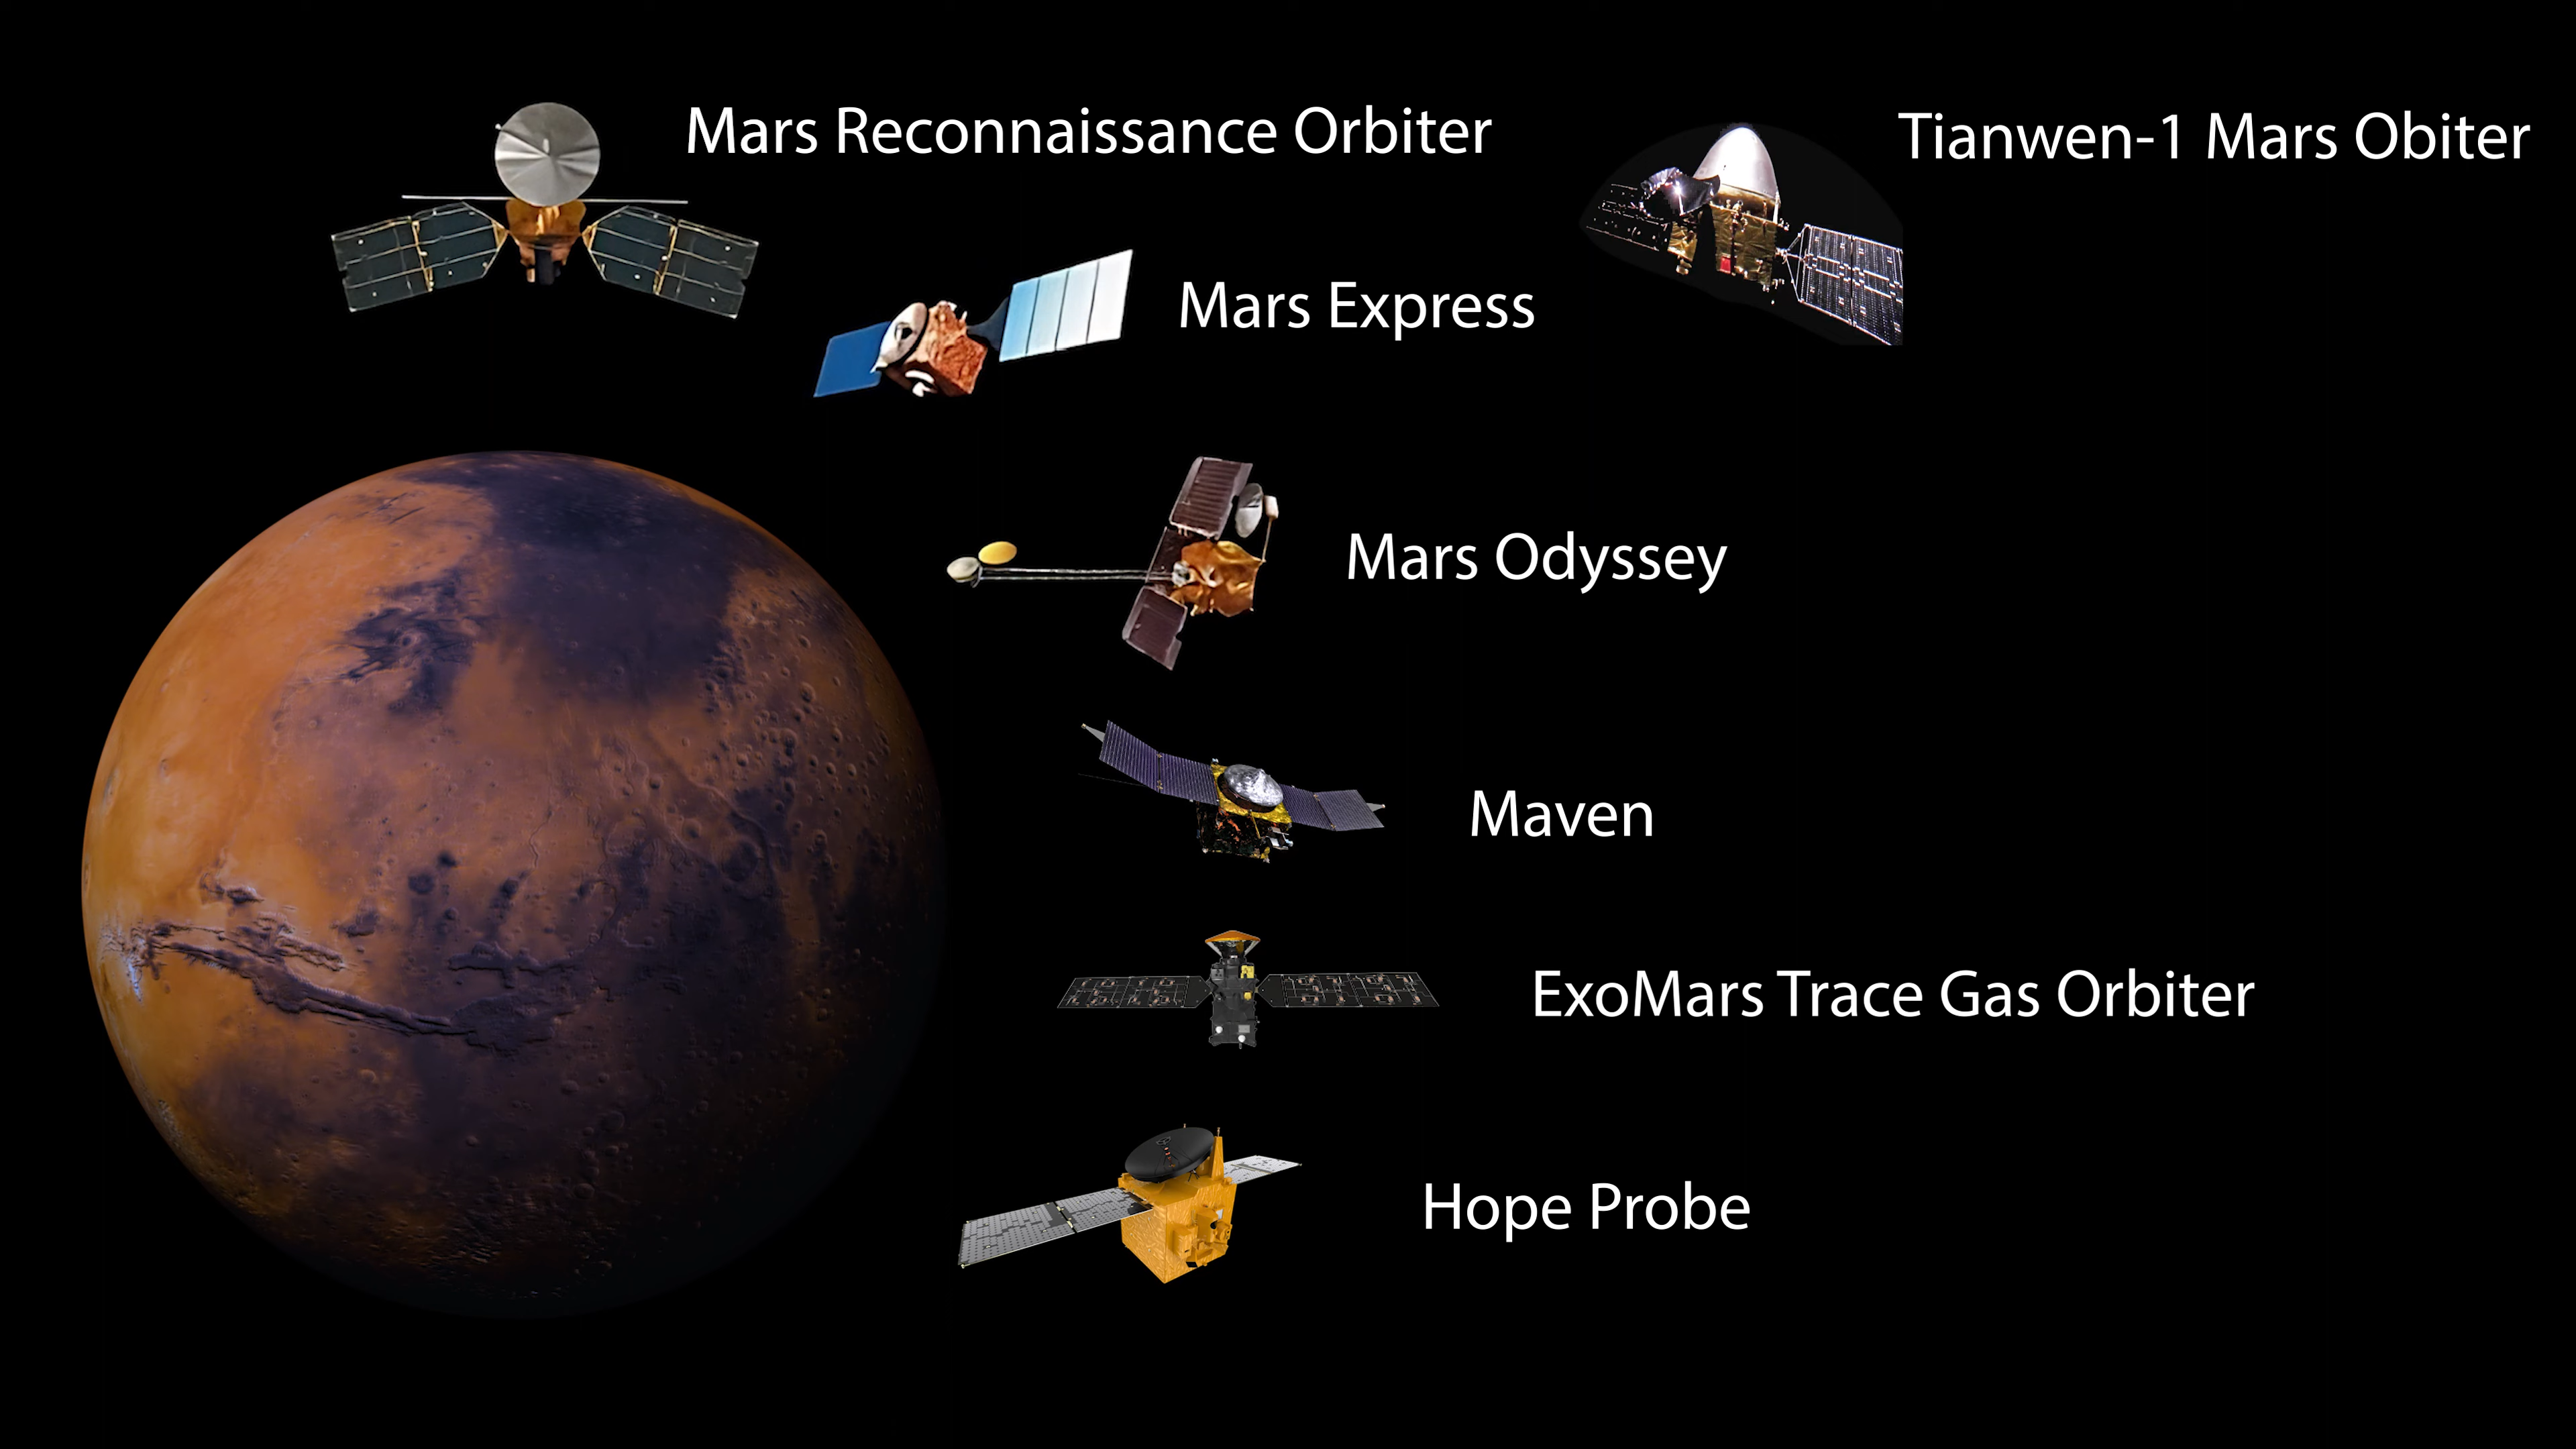 Mars Reconnaissance Orbiter
Tianwen-1 Mars Obiter
Mars Express
Mars Odyssey
Maven
ExoMars Trace Gas Orbiter
Hope Probe